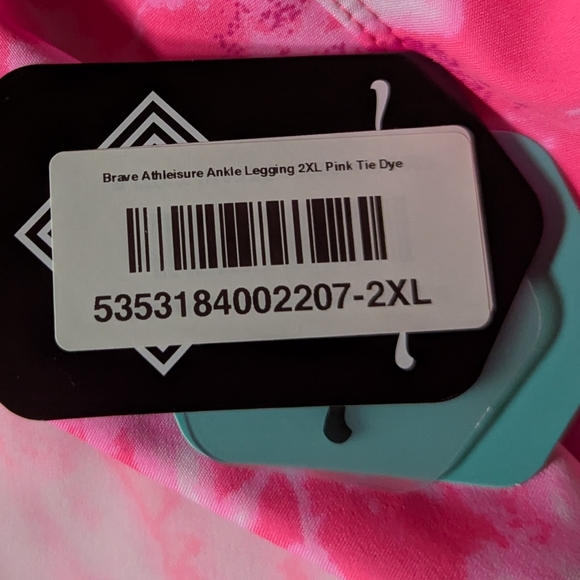 Brave Athleisure Ankle Legging 2XL Pink Tie Dye
5353184002207-2XL